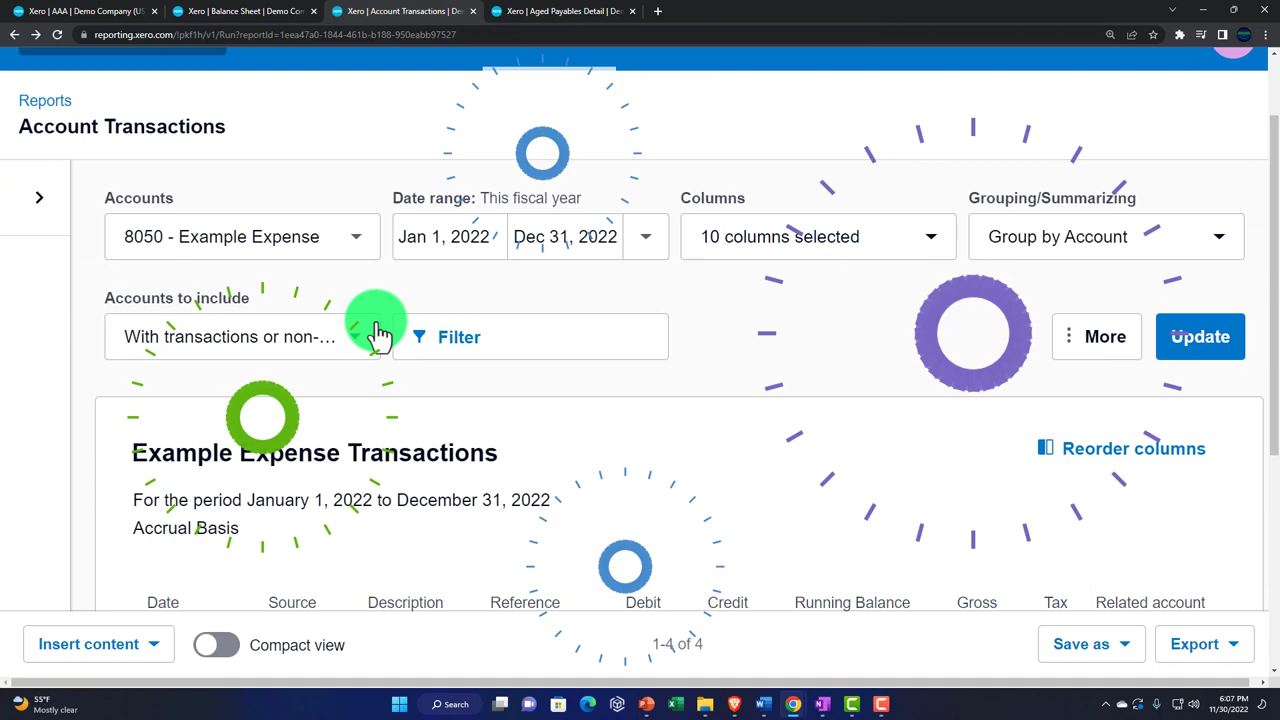 Xero | AAA | Demo Company (US
Xero | Balance Sheet | Demo Com
Xero | Account Transactions | De
Xero | Aged Payables Detail | Dem
reporting.xero.com/!pkf1h/v1/Run?reportId=1eea47a0-1844-461b-b188-950eabb97527
Reports
Account Transactions
Accounts
Date range: This fiscal year
Columns
Grouping/Summarizing
8050 - Example Expense
Jan 1, 2022
Dec 31, 2022
10 columns selected
Group by Account
Accounts to include
With transactions or non-...
Filter
More
Update
Example Expense Transactions
Reorder columns
For the period January 1, 2022 to December 31, 2022
Accrual Basis
Date Source Description Reference Debit Credit Running Balance Gross Tax Related account
Insert content
Compact view
1-4 of 4
Save as
Export
55°F
Mostly clear
Search
6:07 PM
11/30/2022